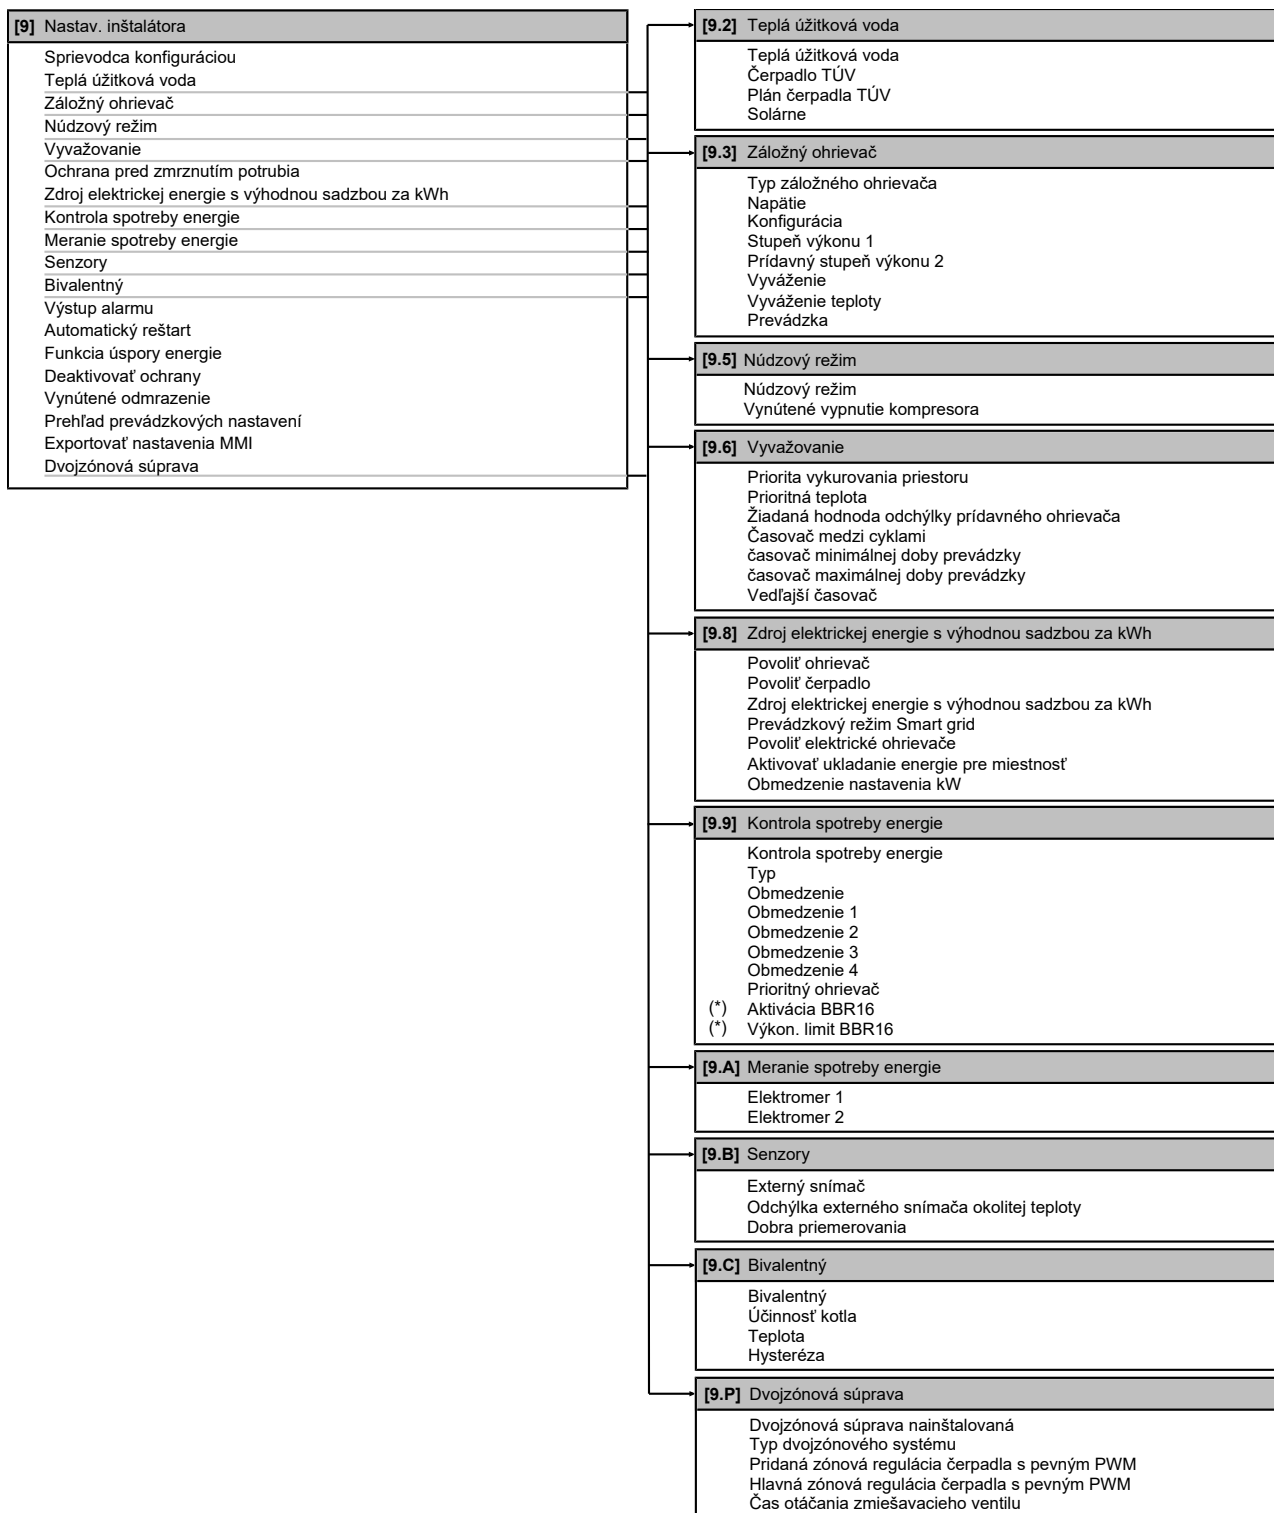 [9] Nastav. inštalátora
Sprievodca konfiguráciou
Teplá úžitková voda
Záložný ohrievač
Núdzový režim
Vyvažovanie
Ochrana pred zmrznutím potrubia
Zdroj elektrickej energie s výhodnou sadzbou za kWh
Kontrola spotreby energie
Meranie spotreby energie
Senzory
Bivalentný
Výstup alarmu
Automatický reštart
Funkcia úspory energie
Deaktivovať ochrany
Vynútené odmrazenie
Prehľad prevádzkových nastavení
Exportovať nastavenia MMI
Dvojzónová súprava
[9.2] Teplá úžitková voda
Teplá úžitková voda
Čerpadlo TÚV
Plán čerpadla TÚV
Solárne
[9.3] Záložný ohrievač
Typ záložného ohrievača
Napätie
Konfigurácia
Stupeň výkonu 1
Prídavný stupeň výkonu 2
Vyváženie
Vyváženie teploty
Prevádzka
[9.5] Núdzový režim
Núdzový režim
Vynútené vypnutie kompresora
[9.6] Vyvažovanie
Priorita vykurovania priestoru
Prioritná teplota
Žiadaná hodnota odchýlky prídavného ohrievača
Časovač medzi cyklami
časovač minimálnej doby prevádzky
časovač maximálnej doby prevádzky
Vedľajší časovač
[9.8] Zdroj elektrickej energie s výhodnou sadzbou za kWh
Povoliť ohrievač
Povoliť čerpadlo
Zdroj elektrickej energie s výhodnou sadzbou za kWh
Prevádzkový režim Smart grid
Povoliť elektrické ohrievače
Aktivovať ukladanie energie pre miestnosť
Obmedzenie nastavenia kW
[9.9] Kontrola spotreby energie
Kontrola spotreby energie
Typ
Obmedzenie
Obmedzenie 1
Obmedzenie 2
Obmedzenie 3
Obmedzenie 4
Prioritný ohrievač
(*) Aktivácia BBR16
(*) Výkon. limit BBR16
[9.A] Meranie spotreby energie
Elektromer 1
Elektromer 2
[9.B] Senzory
Externý snímač
Odchýlka externého snímača okolitej teploty
Dobra priemerovania
[9.C] Bivalentný
Bivalentný
Účinnosť kotla
Teplota
Hysteréza
[9.P] Dvojzónová súprava
Dvojzónová súprava nainštalovaná
Typ dvojzónového systému
Pridaná zónová regulácia čerpadla s pevným PWM
Hlavná zónová regulácia čerpadla s pevným PWM
Čas otáčania zmiešavacieho ventilu